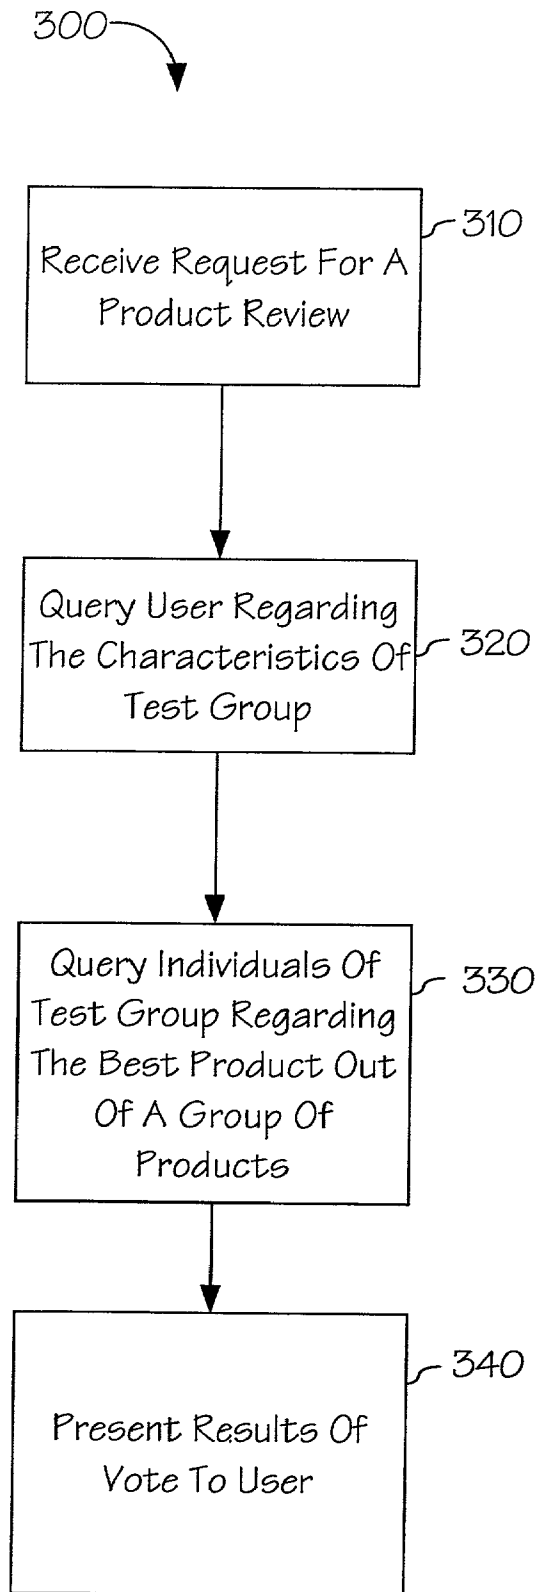 300
Receive Request For A
Product Review
310
Query User Regarding
The Characteristics Of
Test Group
320
Query Individuals Of
Test Group Regarding
The Best Product Out
Of A Group Of
Products
330
Present Results Of
Vote To User
340